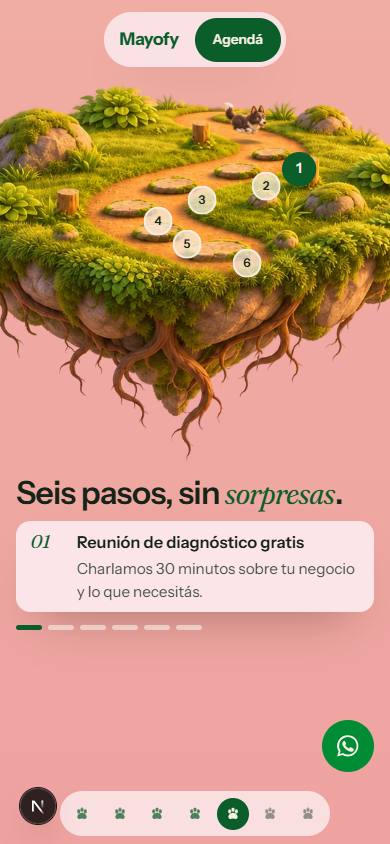 Mayofy
Agendá
1
2
3
4
5
6
Seis pasos, sin sorpresas.
01
Reunión de diagnóstico gratis
Charlamos 30 minutos sobre tu negocio
y lo que necesitás.
N